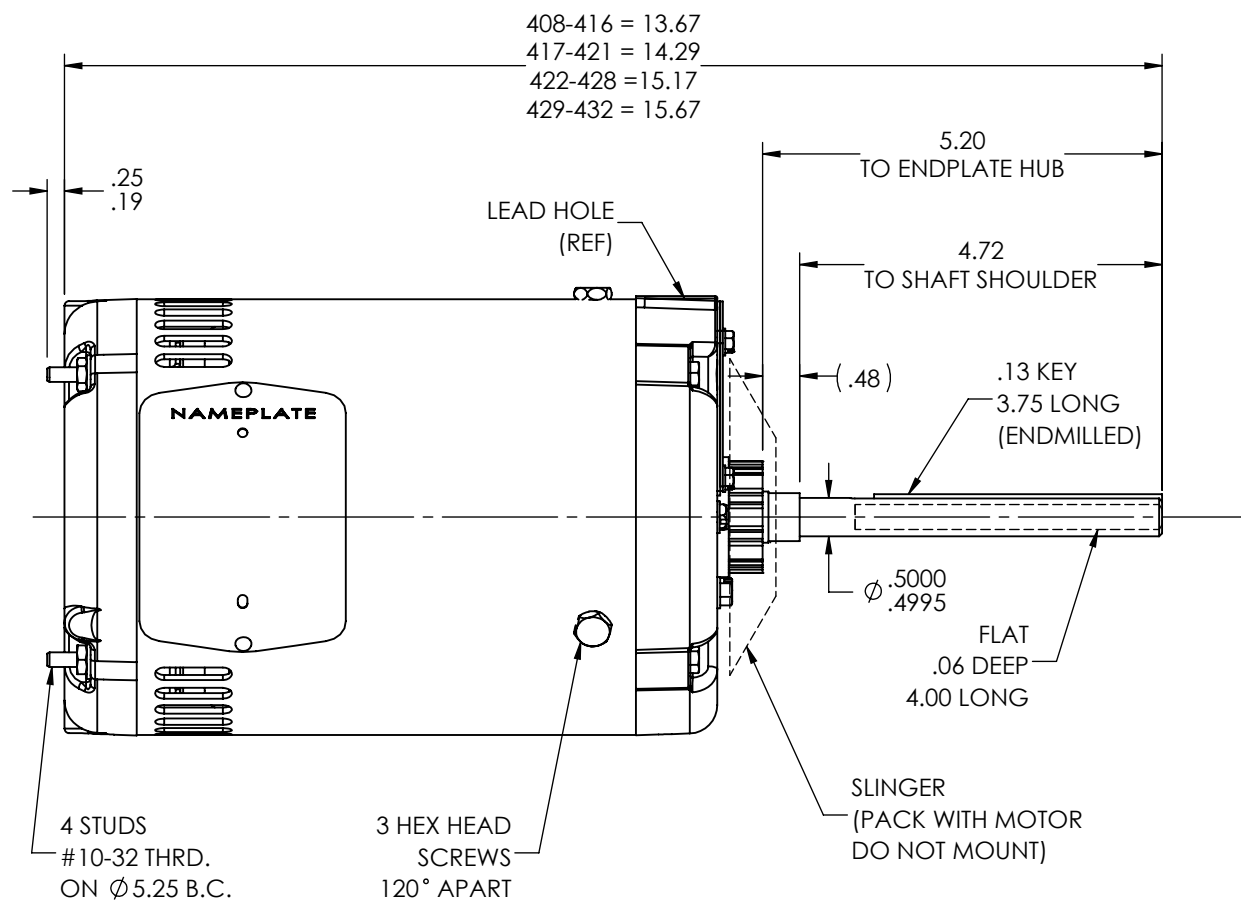 408-416 = 13.67
417-421 = 14.29
422-428 =15.17
429-432 = 15.67
5.20
TO ENDPLATE HUB
.25
.19
LEAD HOLE
(REF)
4.72
TO SHAFT SHOULDER
(.48)
.13 KEY
3.75 LONG
(ENDMILLED)
NAMEPLATE
Ø .5000
.4995
FLAT
.06 DEEP
4.00 LONG
SLINGER
(PACK WITH MOTOR
DO NOT MOUNT)
4 STUDS
#10-32 THRD.
ON Ø5.25 B.C.
3 HEX HEAD
SCREWS
120° APART